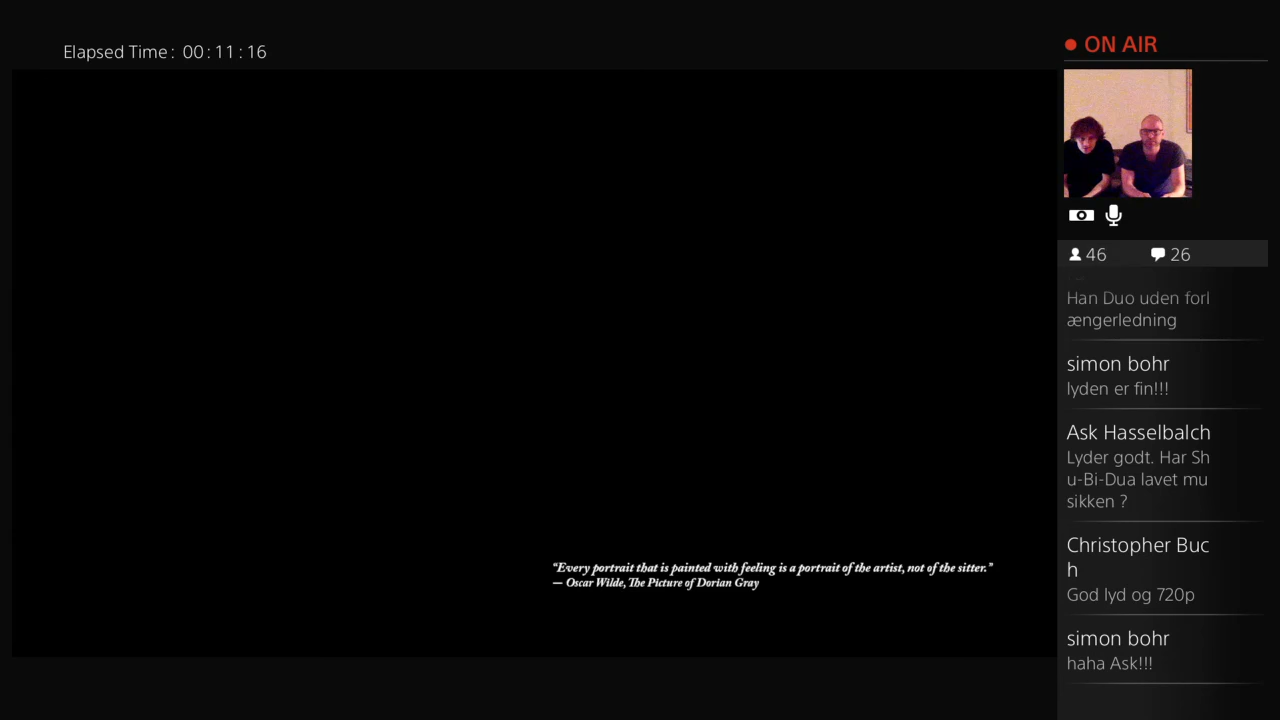 Elapsed Time: 00:11:16
ON AIR
46 26
Han Duo uden forl
ængerledning
simon bohr
lyden er fin!!!
Ask Hasselbalch
Lyder godt. Har Sh
u-Bi-Dua lavet mu
sikken ?
Christopher Buc
h
God lyd og 720p
simon bohr
haha Ask!!!
“Every portrait that is painted with feeling is a portrait of the artist, not of the sitter.”
— Oscar Wilde, The Picture of Dorian Gray